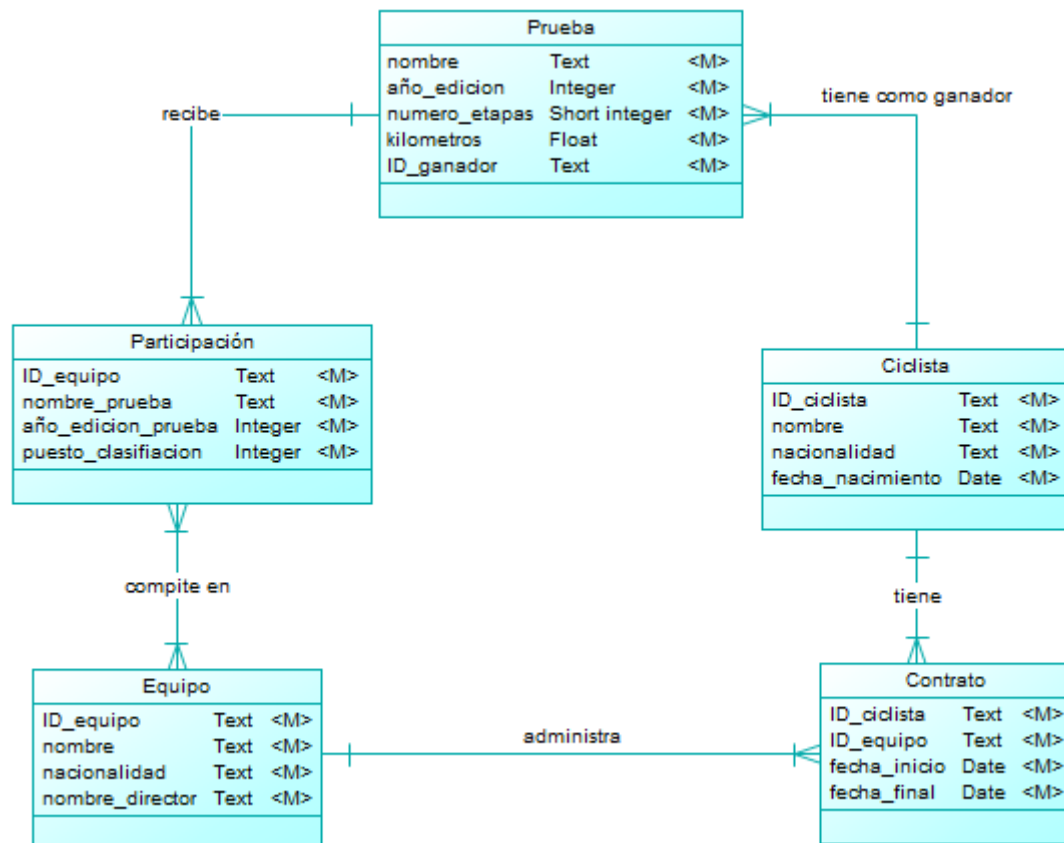 Prueba
nombre Text <M>
año_edicion Integer <M>
numero_etapas Short integer <M>
kilometros Float <M>
ID_ganador Text <M>
recibe
tiene como ganador
Participación
ID_equipo Text <M>
nombre_prueba Text <M>
año_edicion_prueba Integer <M>
puesto_clasifiacion Integer <M>
Ciclista
ID_ciclista Text <M>
nombre Text <M>
nacionalidad Text <M>
fecha_nacimiento Date <M>
compite en
tiene
Equipo
ID_equipo Text <M>
nombre Text <M>
nacionalidad Text <M>
nombre_director Text <M>
administra
Contrato
ID_ciclista Text <M>
ID_equipo Text <M>
fecha_inicio Date <M>
fecha_final Date <M>